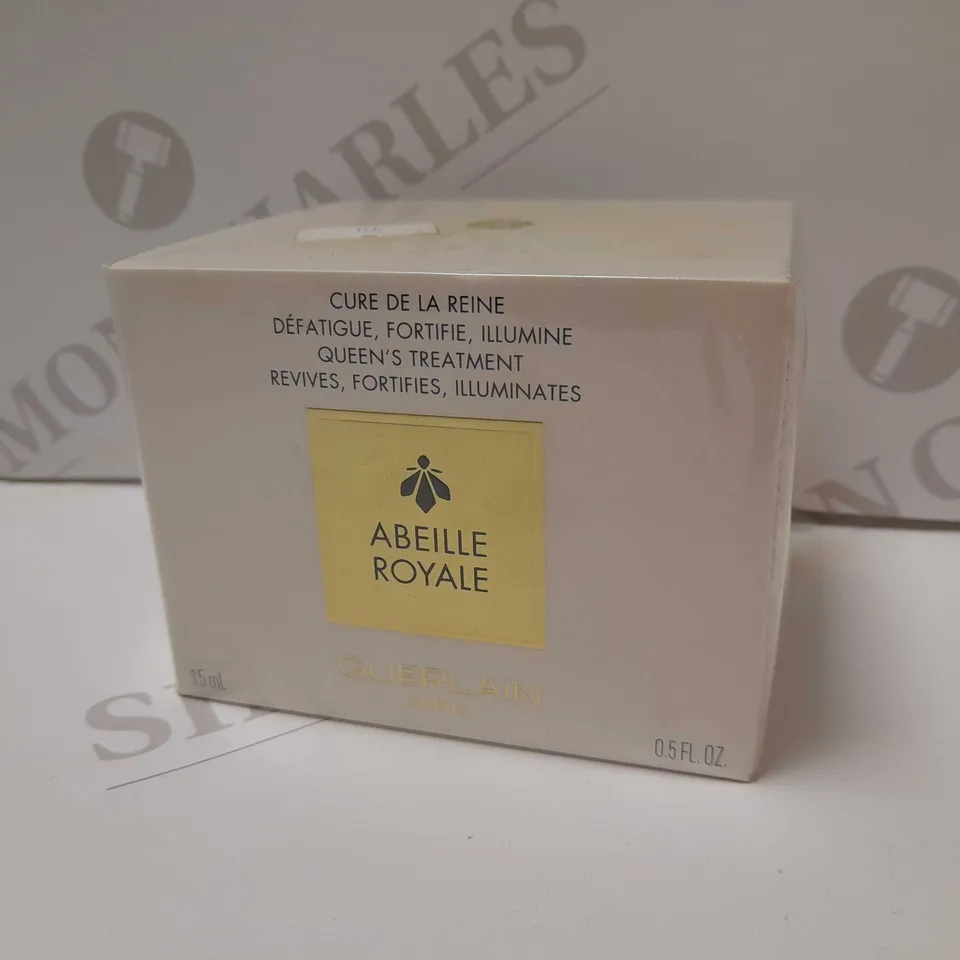 CURE DE LA REINE
DÉFATIGUE, FORTIFIE, ILLUMINE
QUEEN'S TREATMENT
REVIVES, FORTIFIES, ILLUMINATES
ABEILLE
ROYALE
GUERLAIN
PARIS
15 mL
0.5 FL. OZ.